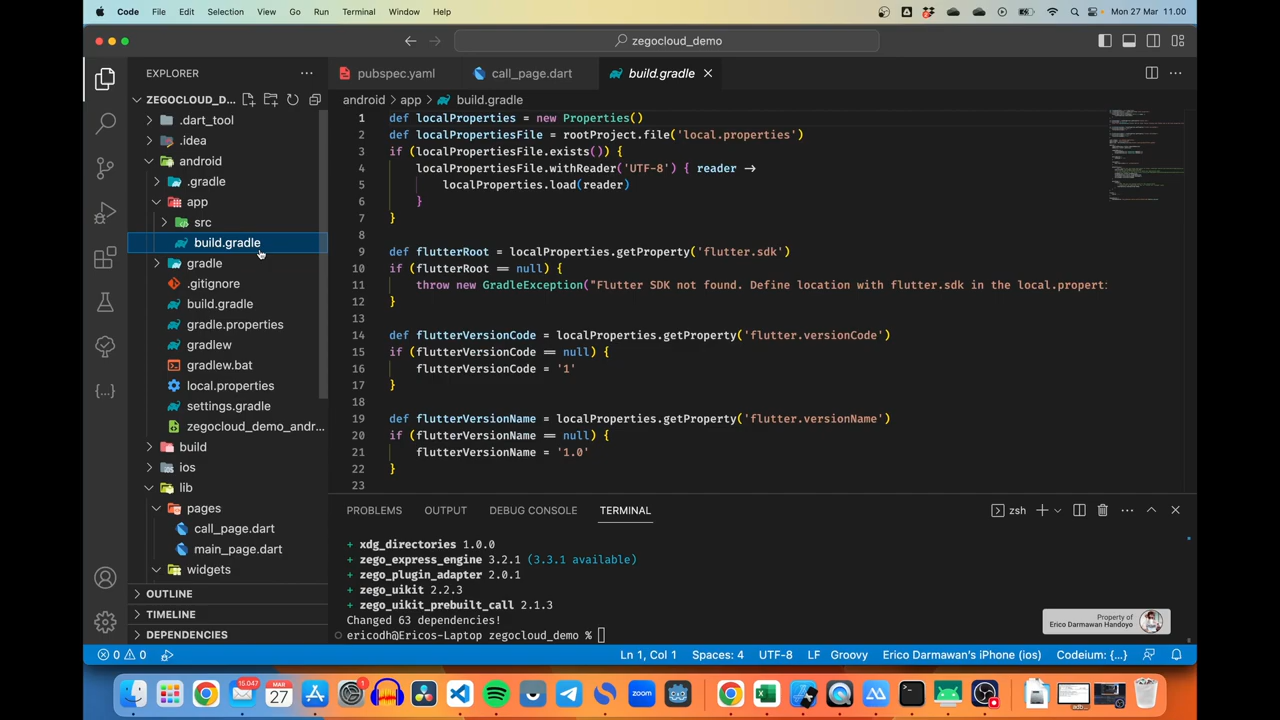 Code File Edit Selection View Go Run Terminal Window Help Mon 27 Mar 11.00
zegocloud_demo
EXPLORER
pubspec.yaml call_page.dart build.gradle
ZEGOCLOUD_D...
android app build.gradle
.dart_tool
.idea
android
.gradle
app
src
build.gradle
gradle
.gitignore
build.gradle
gradle.properties
gradlew
gradlew.bat
local.properties
settings.gradle
zegocloud_demo_andr...
build
ios
lib
pages
call_page.dart
main_page.dart
widgets
OUTLINE
TIMELINE
DEPENDENCIES
1 def localProperties = new Properties()
2 def localPropertiesFile = rootProject.file('local.properties')
3 if (localPropertiesFile.exists()) {
4 localPropertiesFile.withReader('UTF-8') { reader ->
5 localProperties.load(reader)
6 }
7 }
8
9 def flutterRoot = localProperties.getProperty('flutter.sdk')
10 if (flutterRoot == null) {
11 throw new GradleException("Flutter SDK not found. Define location with flutter.sdk in the local.propert:
12 }
13
14 def flutterVersionCode = localProperties.getProperty('flutter.versionCode')
15 if (flutterVersionCode == null) {
16 flutterVersionCode = '1'
17 }
18
19 def flutterVersionName = localProperties.getProperty('flutter.versionName')
20 if (flutterVersionName == null) {
21 flutterVersionName = '1.0'
22 }
23
PROBLEMS OUTPUT DEBUG CONSOLE TERMINAL zsh
+ xdg_directories 1.0.0
+ zego_express_engine 3.2.1 (3.3.1 available)
+ zego_plugin_adapter 2.0.1
+ zego_uikit 2.2.3
+ zego_uikit_prebuilt_call 2.1.3
Changed 63 dependencies!
ericodh@Ericos-Laptop zegocloud_demo %
Property of
Erico Darmawan Handoyo
0 0 Ln 1, Col 1 Spaces: 4 UTF-8 LF Groovy Erico Darmawan's iPhone (ios) Codeium: {...}
15.047
MAR
27
zoom
adb